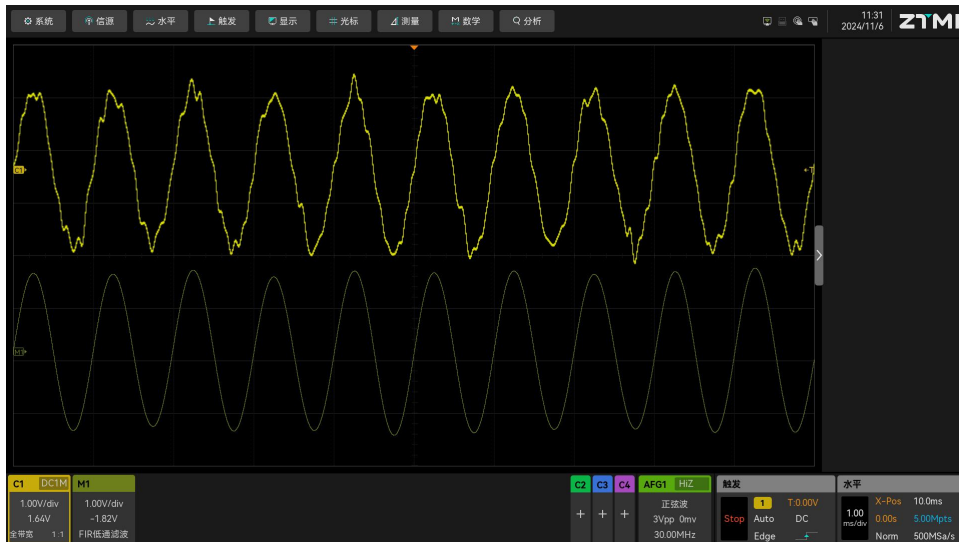 系统 信源 水平 触发 显示 光标 测量 数学 分析
11:31
2024/11/6
ZTMI
C1
T
M1
C1 DC1M
1.00V/div
1.64V
全带宽 1:1
M1
1.00V/div
-1.82V
FIR低通滤波
C2 C3 C4
+ + +
AFG1 HiZ
正弦波
3Vpp 0mv
30.00MHz
触发
1 T:0.00V
Stop Auto DC
Edge
水平
1.00 ms/div
X-Pos 10.0ms
0.00s 5.00Mpts
Norm 500MSa/s